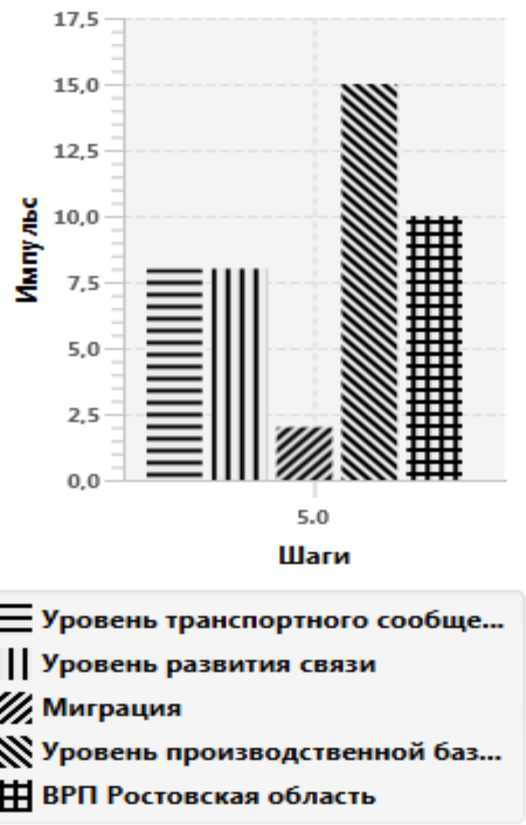 17,5
15,0
12,5
10,0
7,5
5,0
2,5
0,0
Импульс
5.0
Шаги
Уровень транспортного сообще...
Уровень развития связи
Миграция
Уровень производственной баз...
ВРП Ростовская область